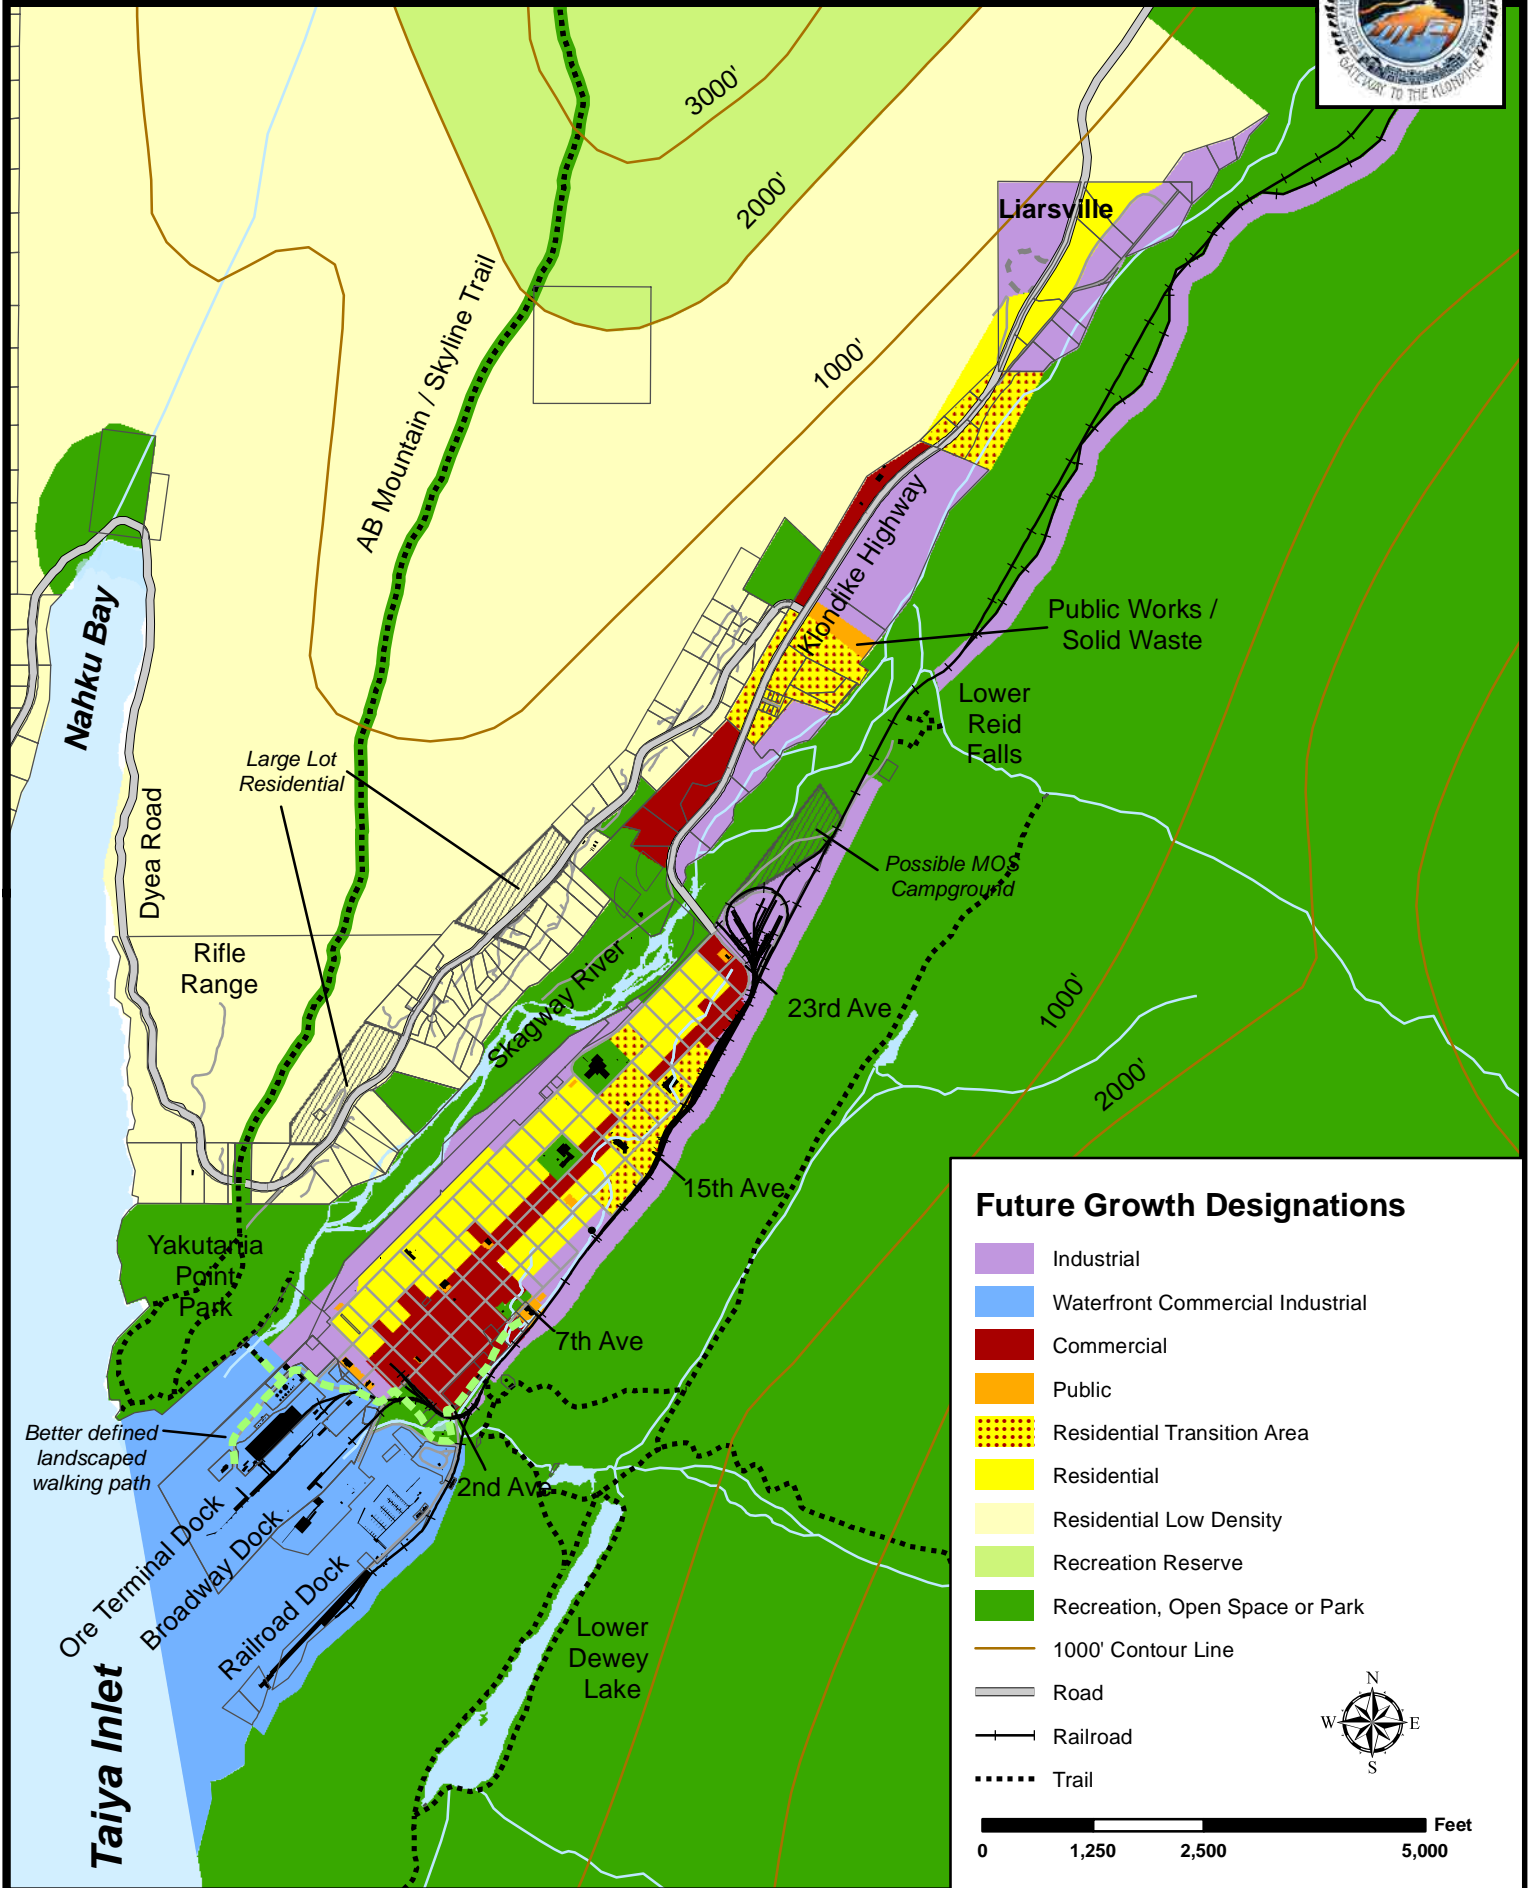 GATEWAY TO THE KLONDIKE
3000'
2000'
Liarsville
AB Mountain / Skyline Trail
1000'
Klondike Highway
Nahku Bay
Public Works /
Solid Waste
Lower
Reid
Falls
Large Lot
Residential
Dyea Road
Possible MOS
Campground
Rifle
Range
Skagway River
23rd Ave
1000'
2000'
15th Ave
Yakutania
Point
Park
7th Ave
Better defined
landscaped
walking path
2nd Ave
Ore Terminal Dock
Broadway Dock
Railroad Dock
Lower
Dewey
Lake
Taiya Inlet
Future Growth Designations
Industrial
Waterfront Commercial Industrial
Commercial
Public
Residential Transition Area
Residential
Residential Low Density
Recreation Reserve
Recreation, Open Space or Park
1000' Contour Line
Road
Railroad
Trail
N
W E
S
Feet
0 1,250 2,500 5,000